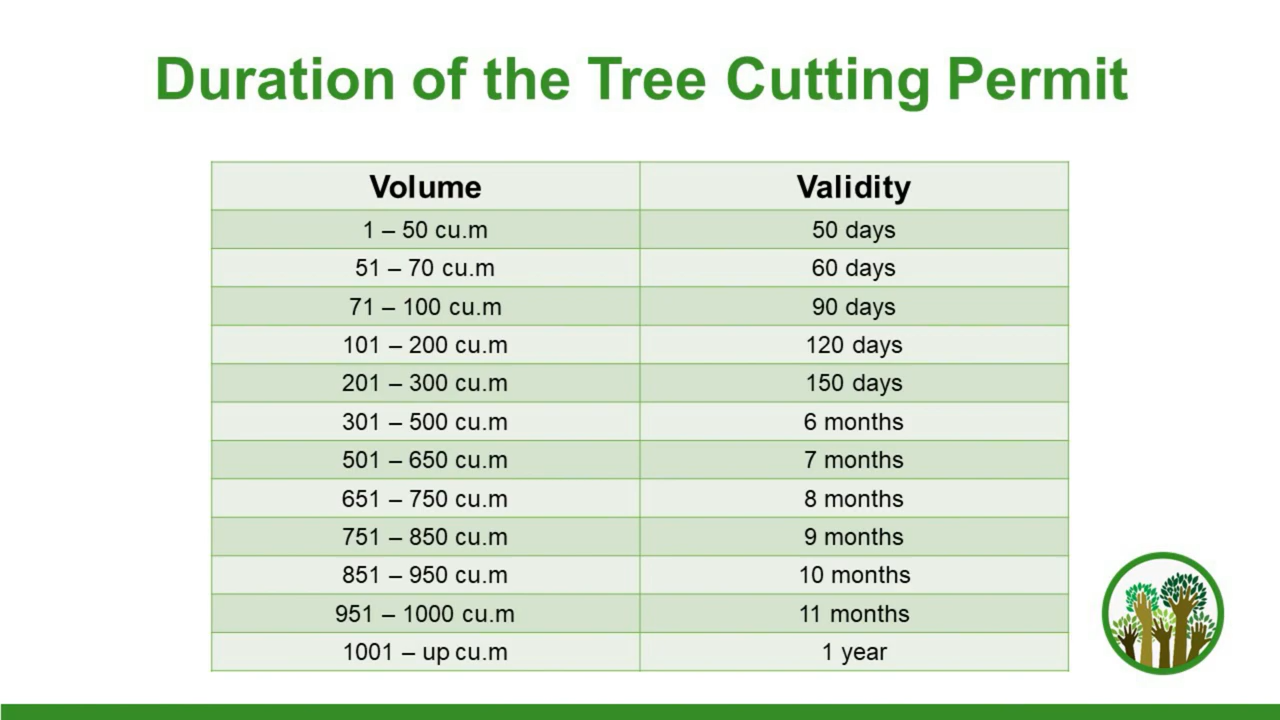 Duration of the Tree Cutting Permit
Volume Validity
1 – 50 cu.m 50 days
51 – 70 cu.m 60 days
71 – 100 cu.m 90 days
101 – 200 cu.m 120 days
201 – 300 cu.m 150 days
301 – 500 cu.m 6 months
501 – 650 cu.m 7 months
651 – 750 cu.m 8 months
751 – 850 cu.m 9 months
851 – 950 cu.m 10 months
951 – 1000 cu.m 11 months
1001 – up cu.m 1 year